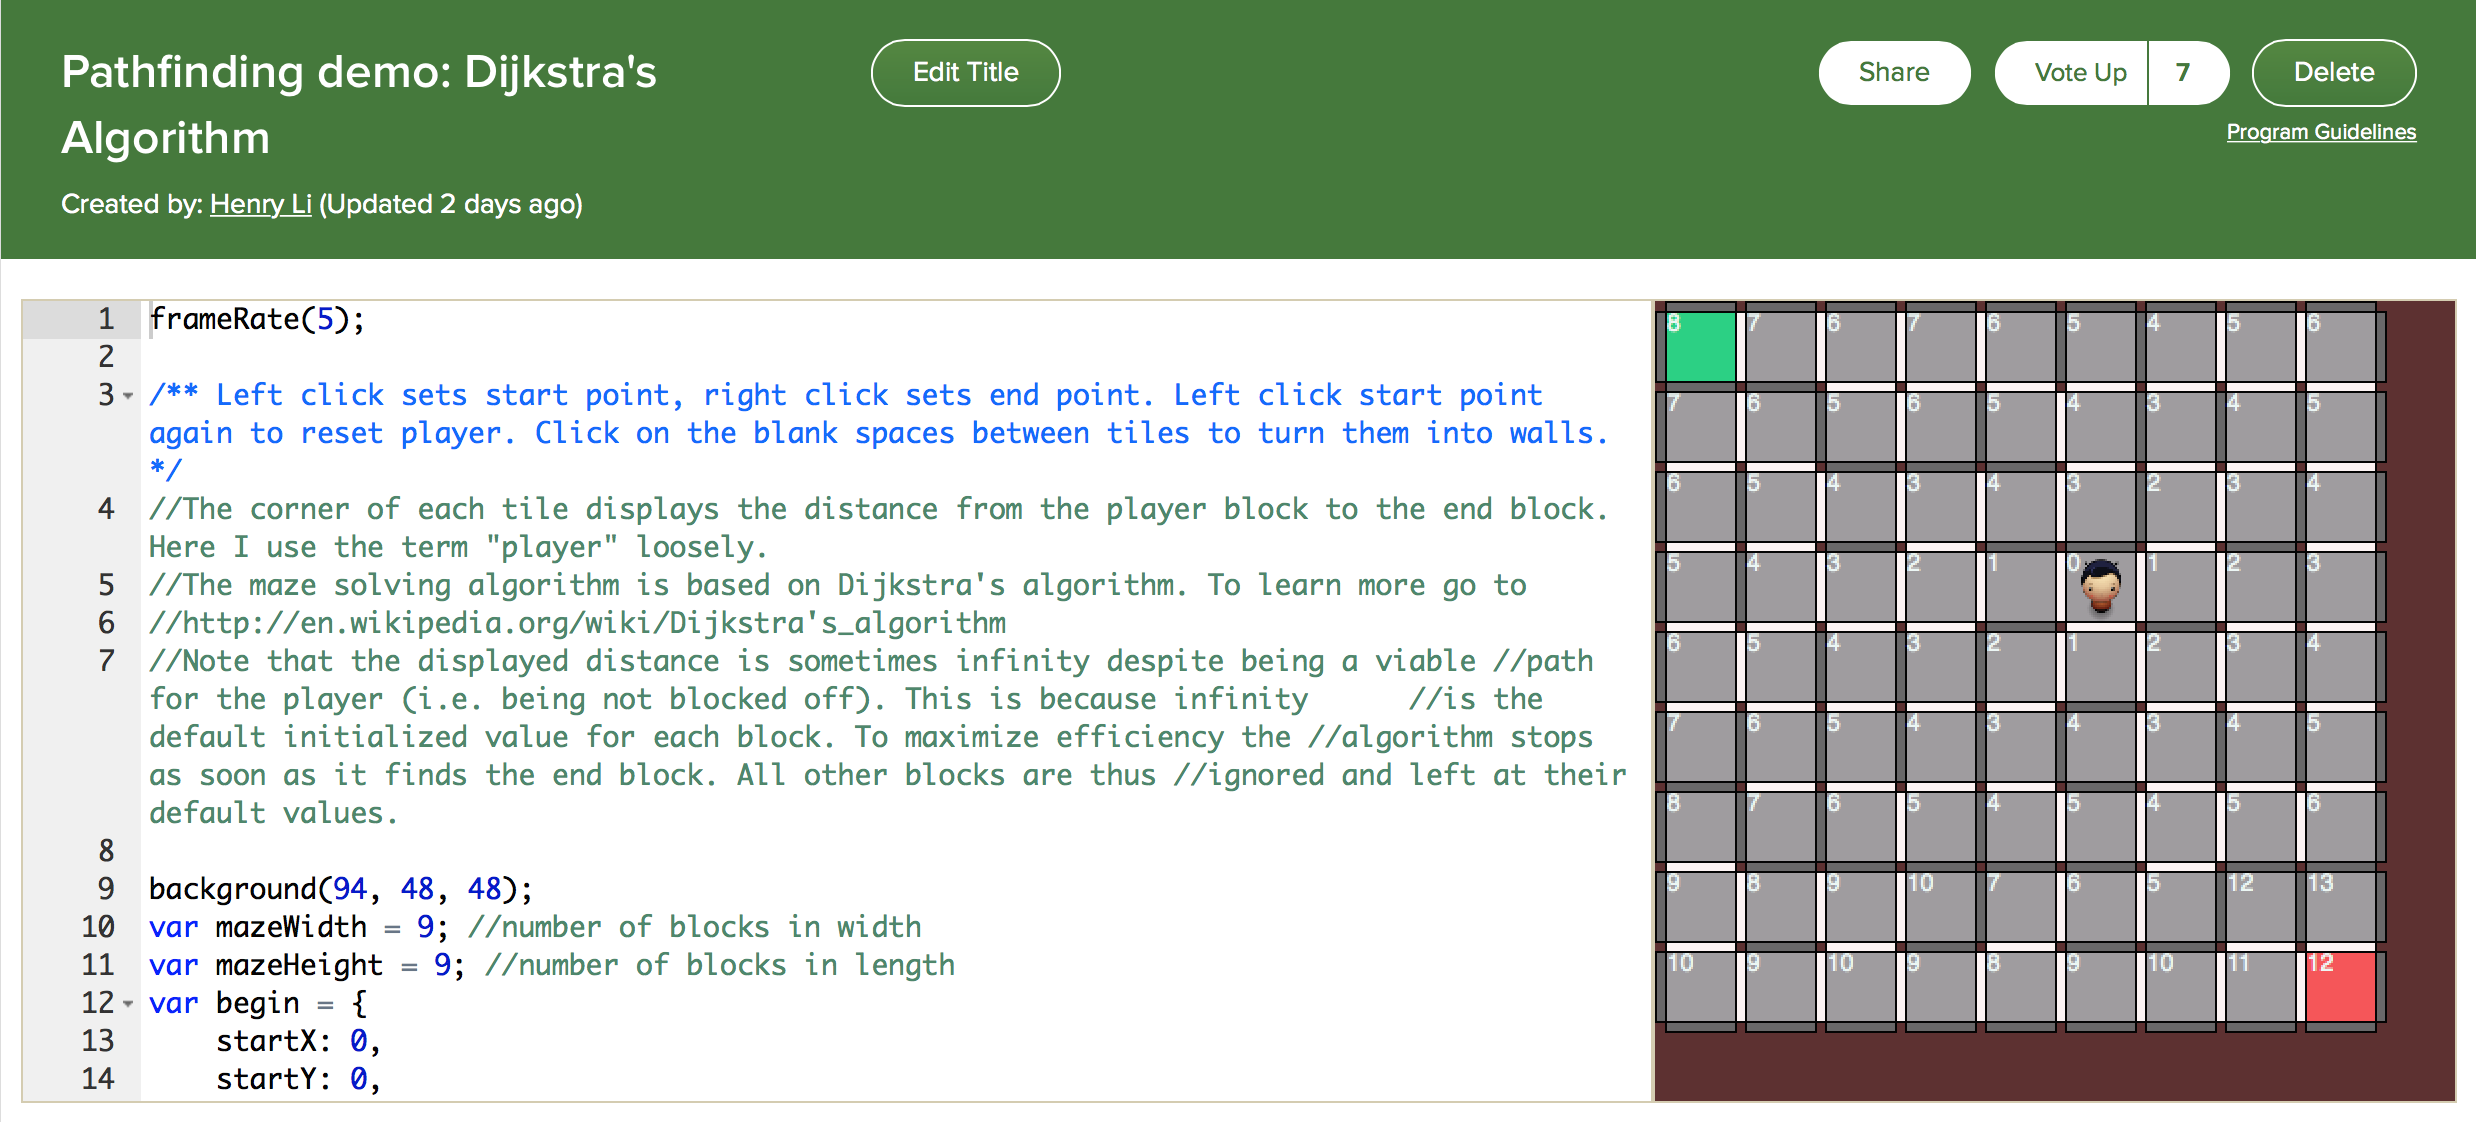 Pathfinding demo: Dijkstra's
Algorithm
Edit Title
Share
Vote Up 7
Delete
Program Guidelines
Created by: Henry Li (Updated 2 days ago)
1 frameRate(5);
2
3 /** Left click sets start point, right click sets end point. Left click start point
again to reset player. Click on the blank spaces between tiles to turn them into walls.
*/
4 //The corner of each tile displays the distance from the player block to the end block.
Here I use the term "player" loosely.
5 //The maze solving algorithm is based on Dijkstra's algorithm. To learn more go to
6 //http://en.wikipedia.org/wiki/Dijkstra's_algorithm
7 //Note that the displayed distance is sometimes infinity despite being a viable //path
for the player (i.e. being not blocked off). This is because infinity      //is the
default initialized value for each block. To maximize efficiency the //algorithm stops
as soon as it finds the end block. All other blocks are thus //ignored and left at their
default values.
8
9 background(94, 48, 48);
10 var mazeWidth = 9; //number of blocks in width
11 var mazeHeight = 9; //number of blocks in length
12 var begin = {
13     startX: 0,
14     startY: 0,
8 7 6 7 6 5 4 5 6
7 6 5 6 5 4 3 4 5
6 5 4 3 4 3 2 3 4
5 4 3 2 1 0 1 2 3
6 5 4 3 2 1 2 3 4
7 6 5 4 3 4 3 4 5
8 7 6 5 4 5 4 5 6
9 8 9 10 7 6 5 12 13
10 9 10 9 8 9 10 11 12